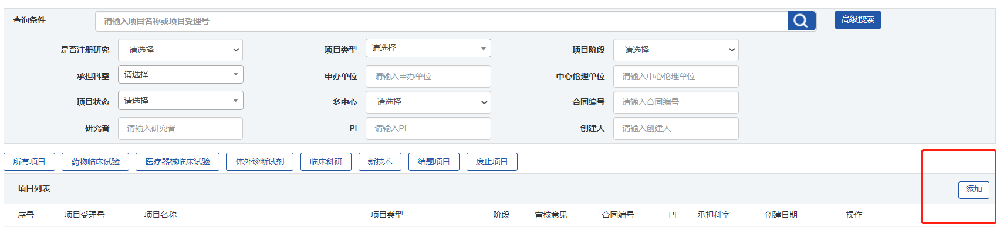 查询条件 请输入项目名称或项目受理号 高级搜索
是否注册研究 请选择 项目类型 请选择 项目阶段 请选择
承担科室 请选择 申办单位 请输入申办单位 中心伦理单位 请输入中心伦理单位
项目状态 请选择 多中心 请选择 合同编号 请输入合同编号
研究者 请输入研究者 PI 请输入PI 创建人 请输入创建人
所有项目 药物临床试验 医疗器械临床试验 体外诊断试剂 临床科研 新技术 结题项目 废止项目
项目列表 添加
序号 项目受理号 项目名称 项目类型 阶段 审核意见 合同编号 PI 承担科室 创建日期 操作